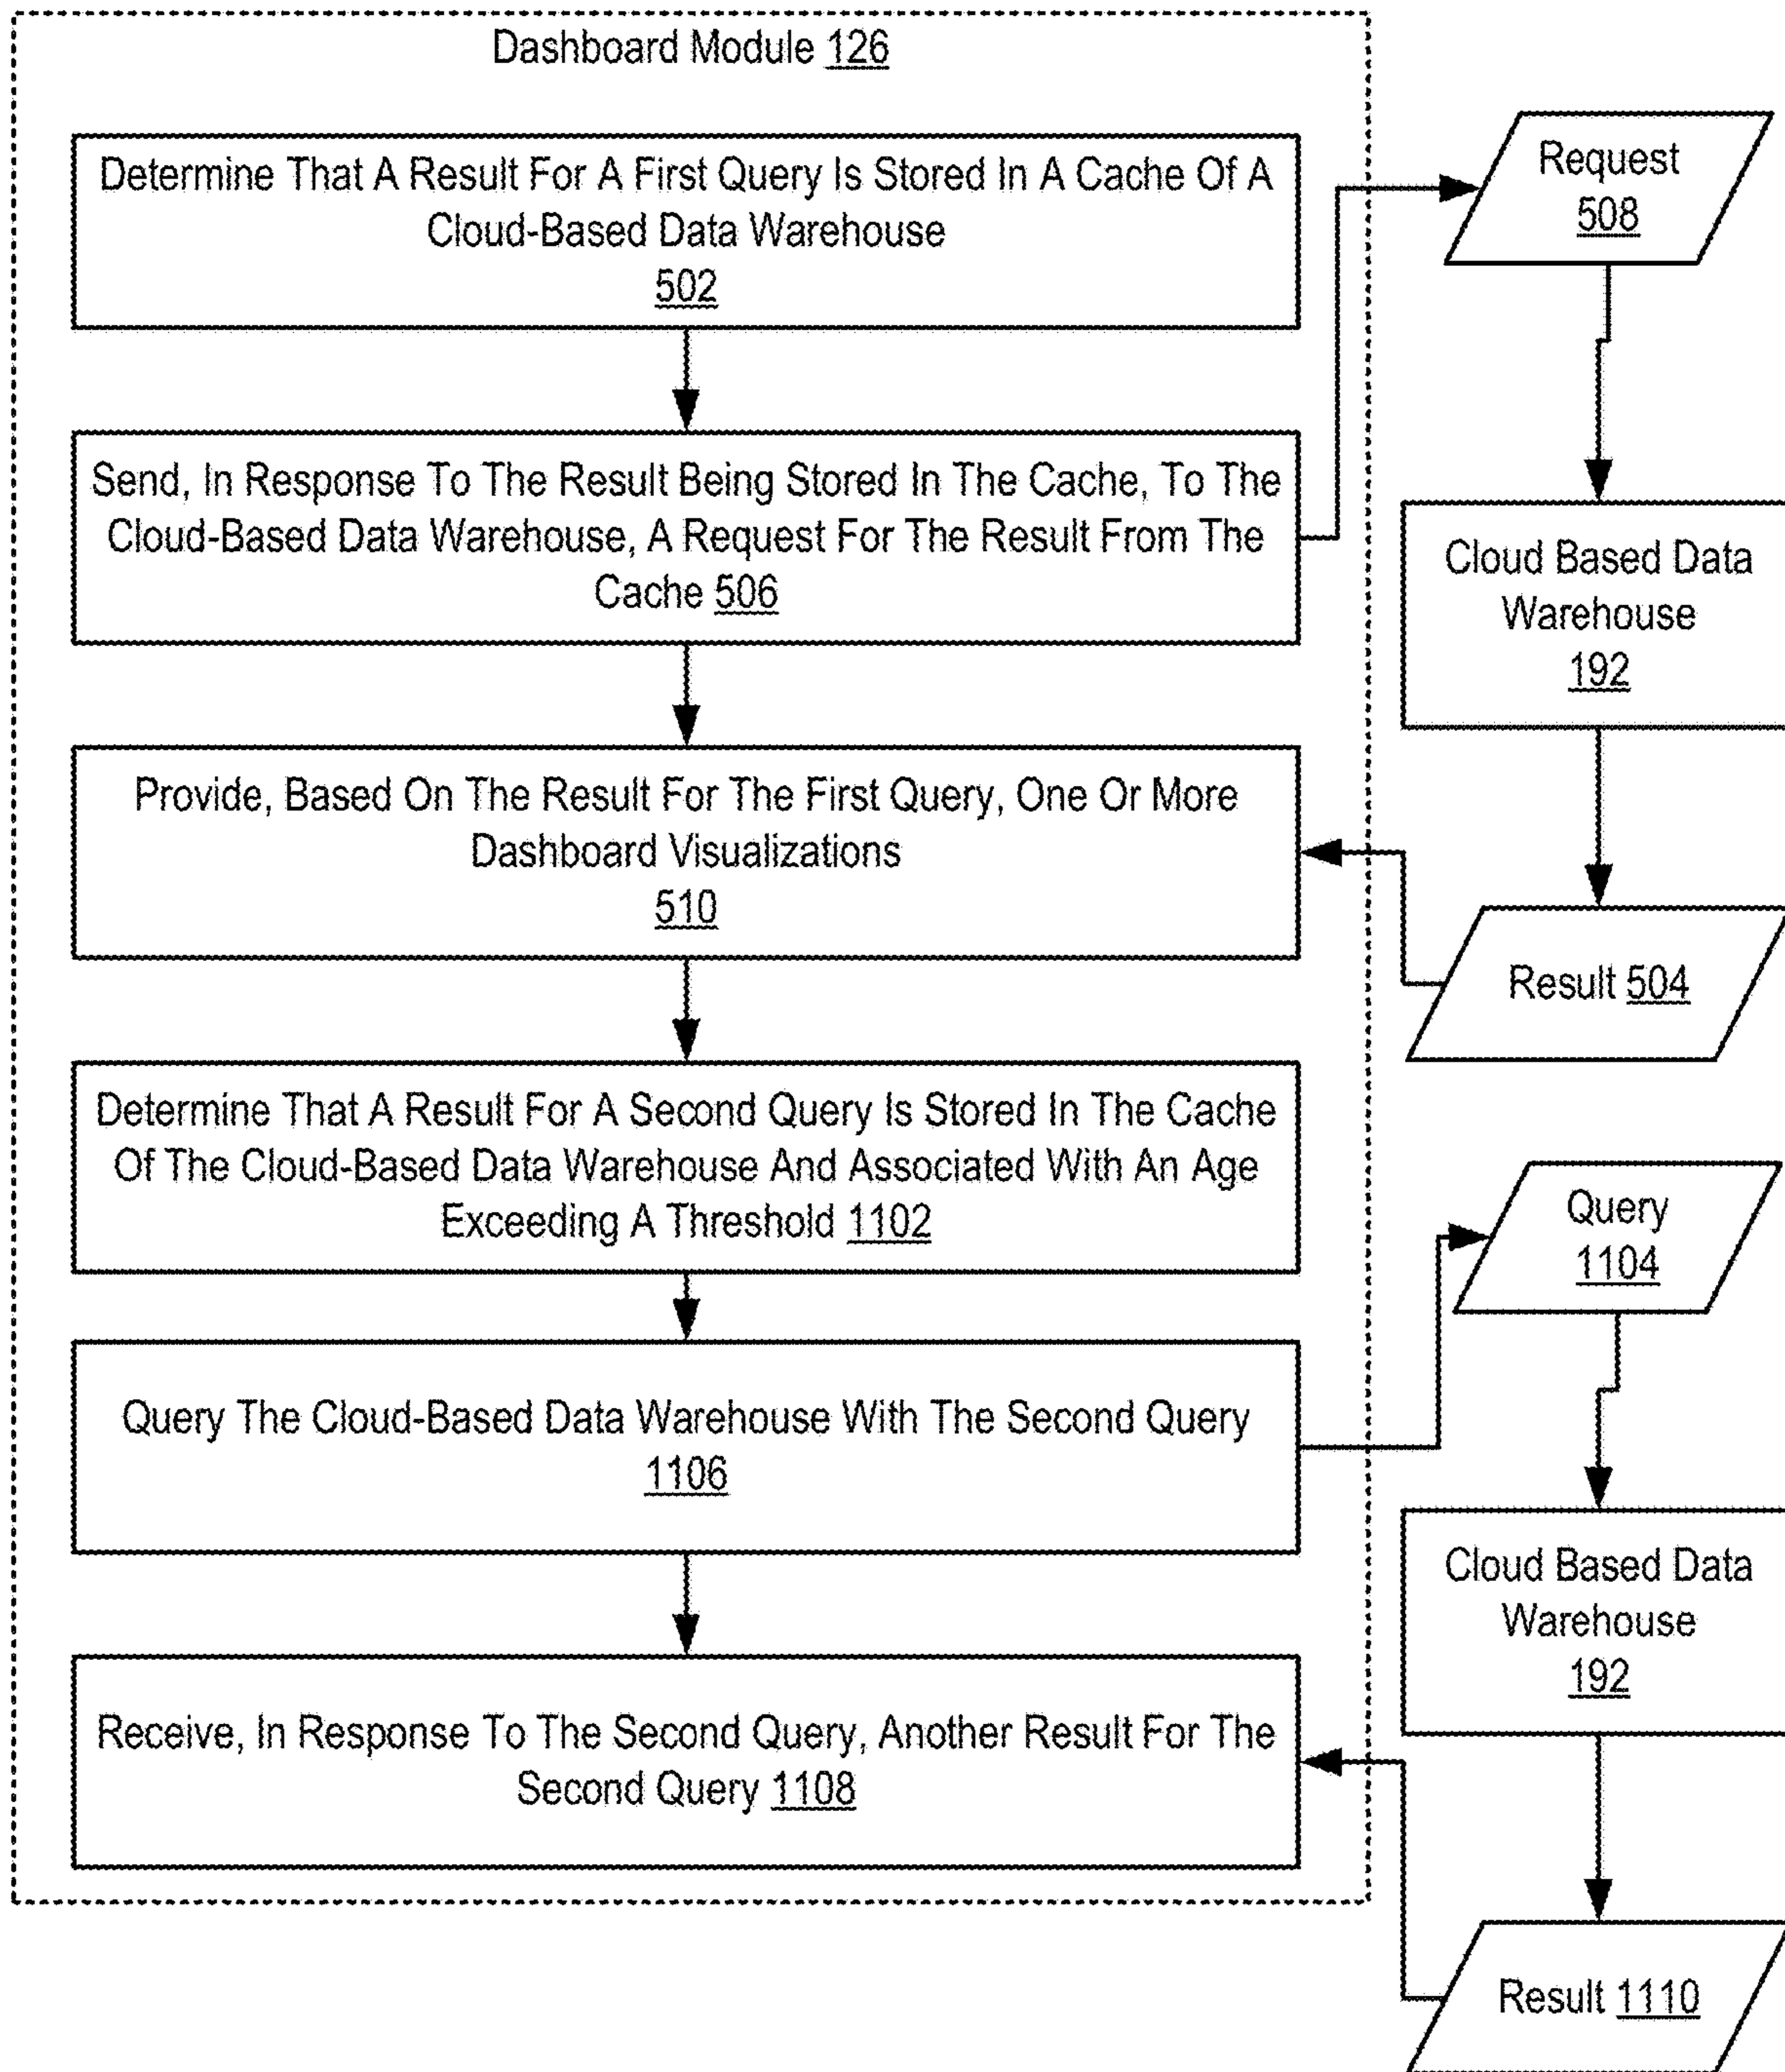 Dashboard Module 126
Determine That A Result For A First Query Is Stored In A Cache Of A
Cloud-Based Data Warehouse
502
Request
508
Send, In Response To The Result Being Stored In The Cache, To The
Cloud-Based Data Warehouse, A Request For The Result From The
Cache 506
Cloud Based Data
Warehouse
192
Provide, Based On The Result For The First Query, One Or More
Dashboard Visualizations
510
Result 504
Determine That A Result For A Second Query Is Stored In The Cache
Of The Cloud-Based Data Warehouse And Associated With An Age
Exceeding A Threshold 1102
Query
1104
Query The Cloud-Based Data Warehouse With The Second Query
1106
Cloud Based Data
Warehouse
192
Receive, In Response To The Second Query, Another Result For The
Second Query 1108
Result 1110